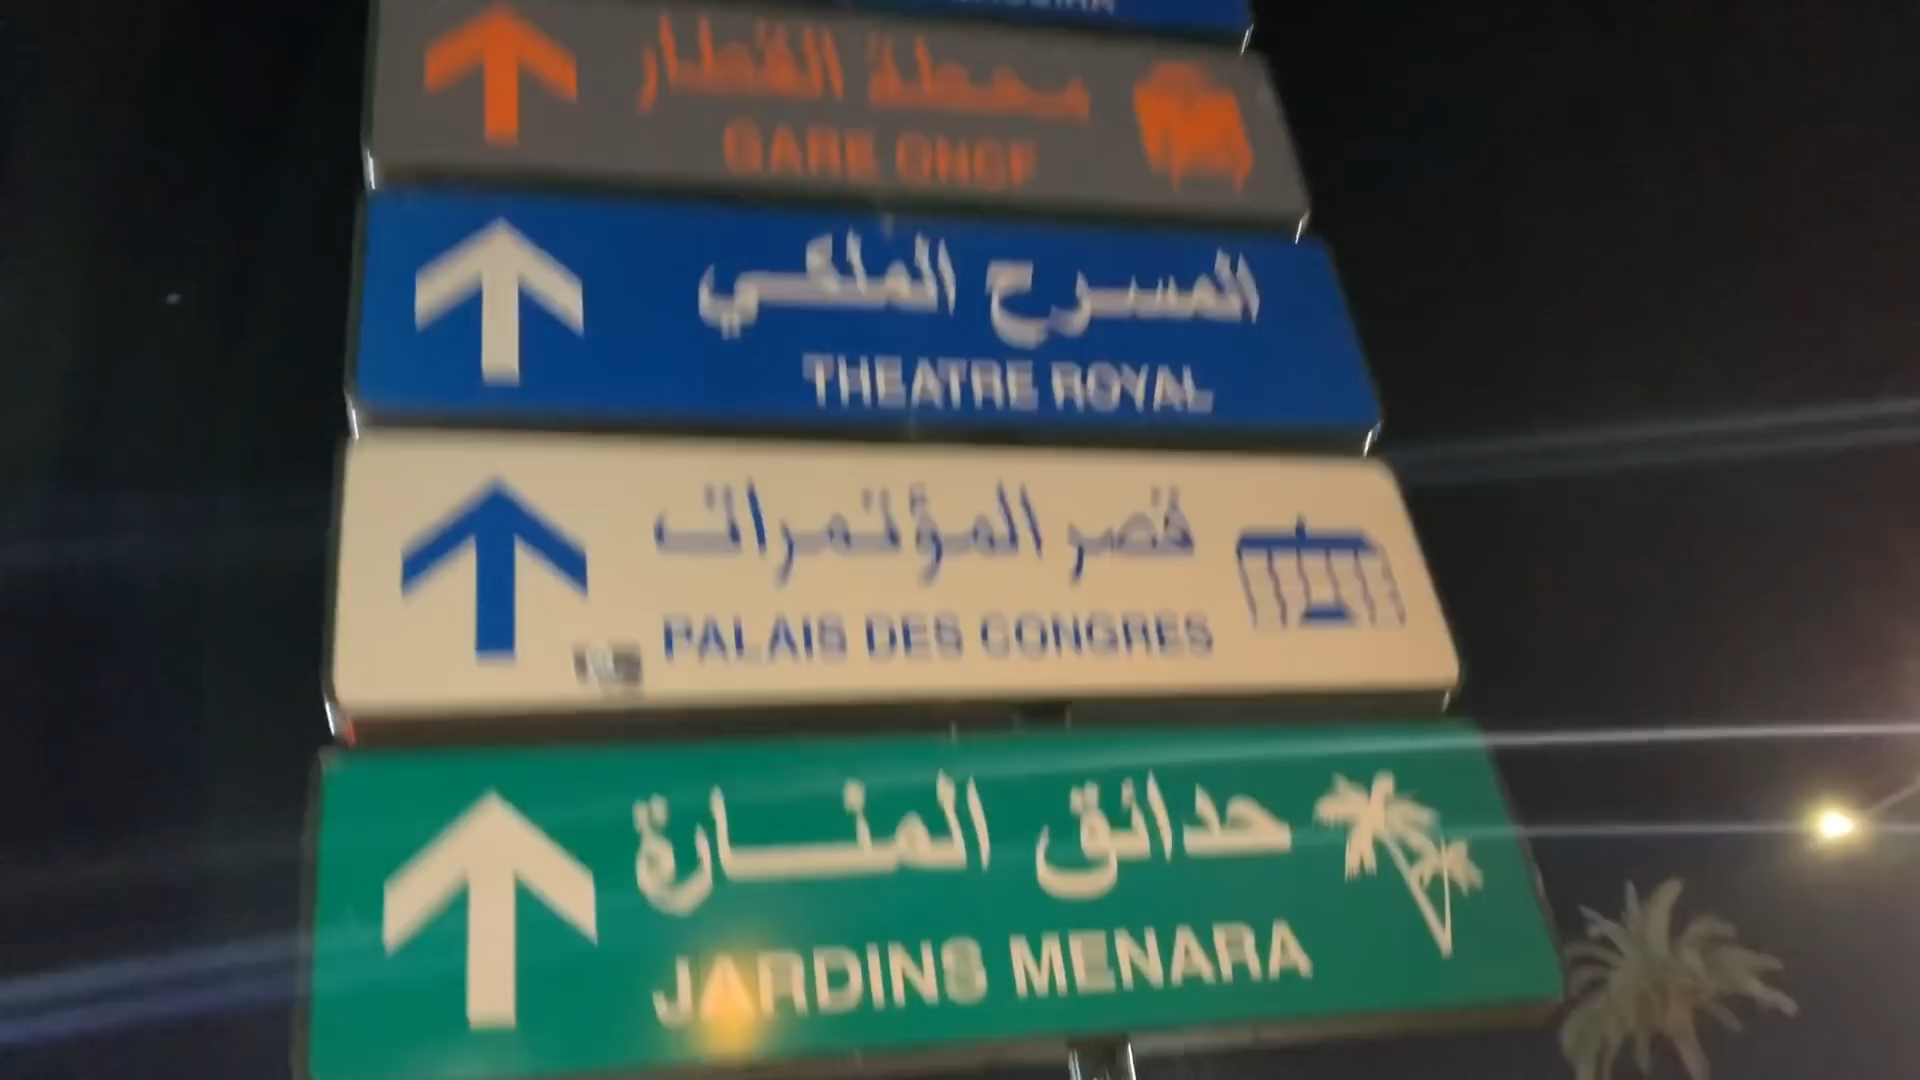 محطة القطار
GARE ONCF
المسرح الملكي
THEATRE ROYAL
قصر المؤتمرات
PALAIS DES CONGRES
حدائق المنارة
JARDINS MENARA